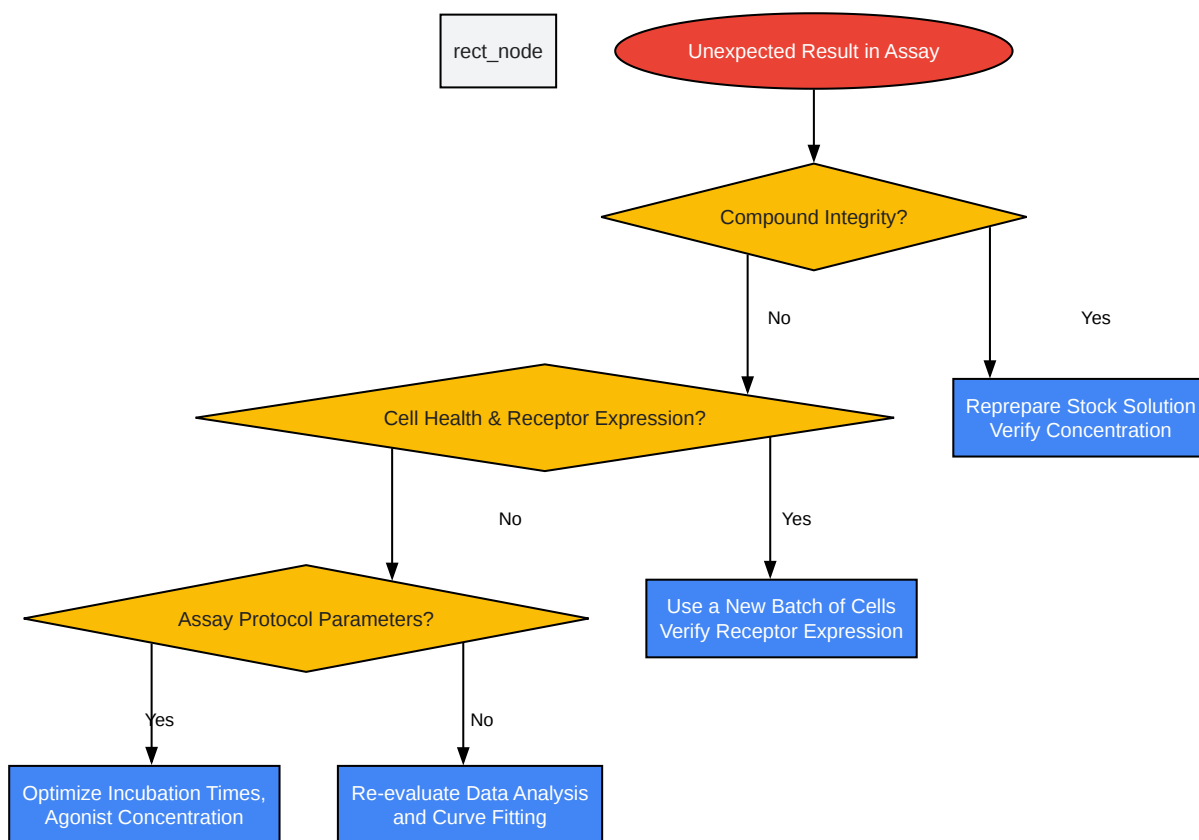 rect_node
Unexpected Result in Assay
Compound Integrity?
No
Yes
Cell Health & Receptor Expression?
Reprepare Stock Solution
Verify Concentration
No
Yes
Assay Protocol Parameters?
Use a New Batch of Cells
Verify Receptor Expression
Yes
No
Optimize Incubation Times,
Agonist Concentration
Re-evaluate Data Analysis
and Curve Fitting